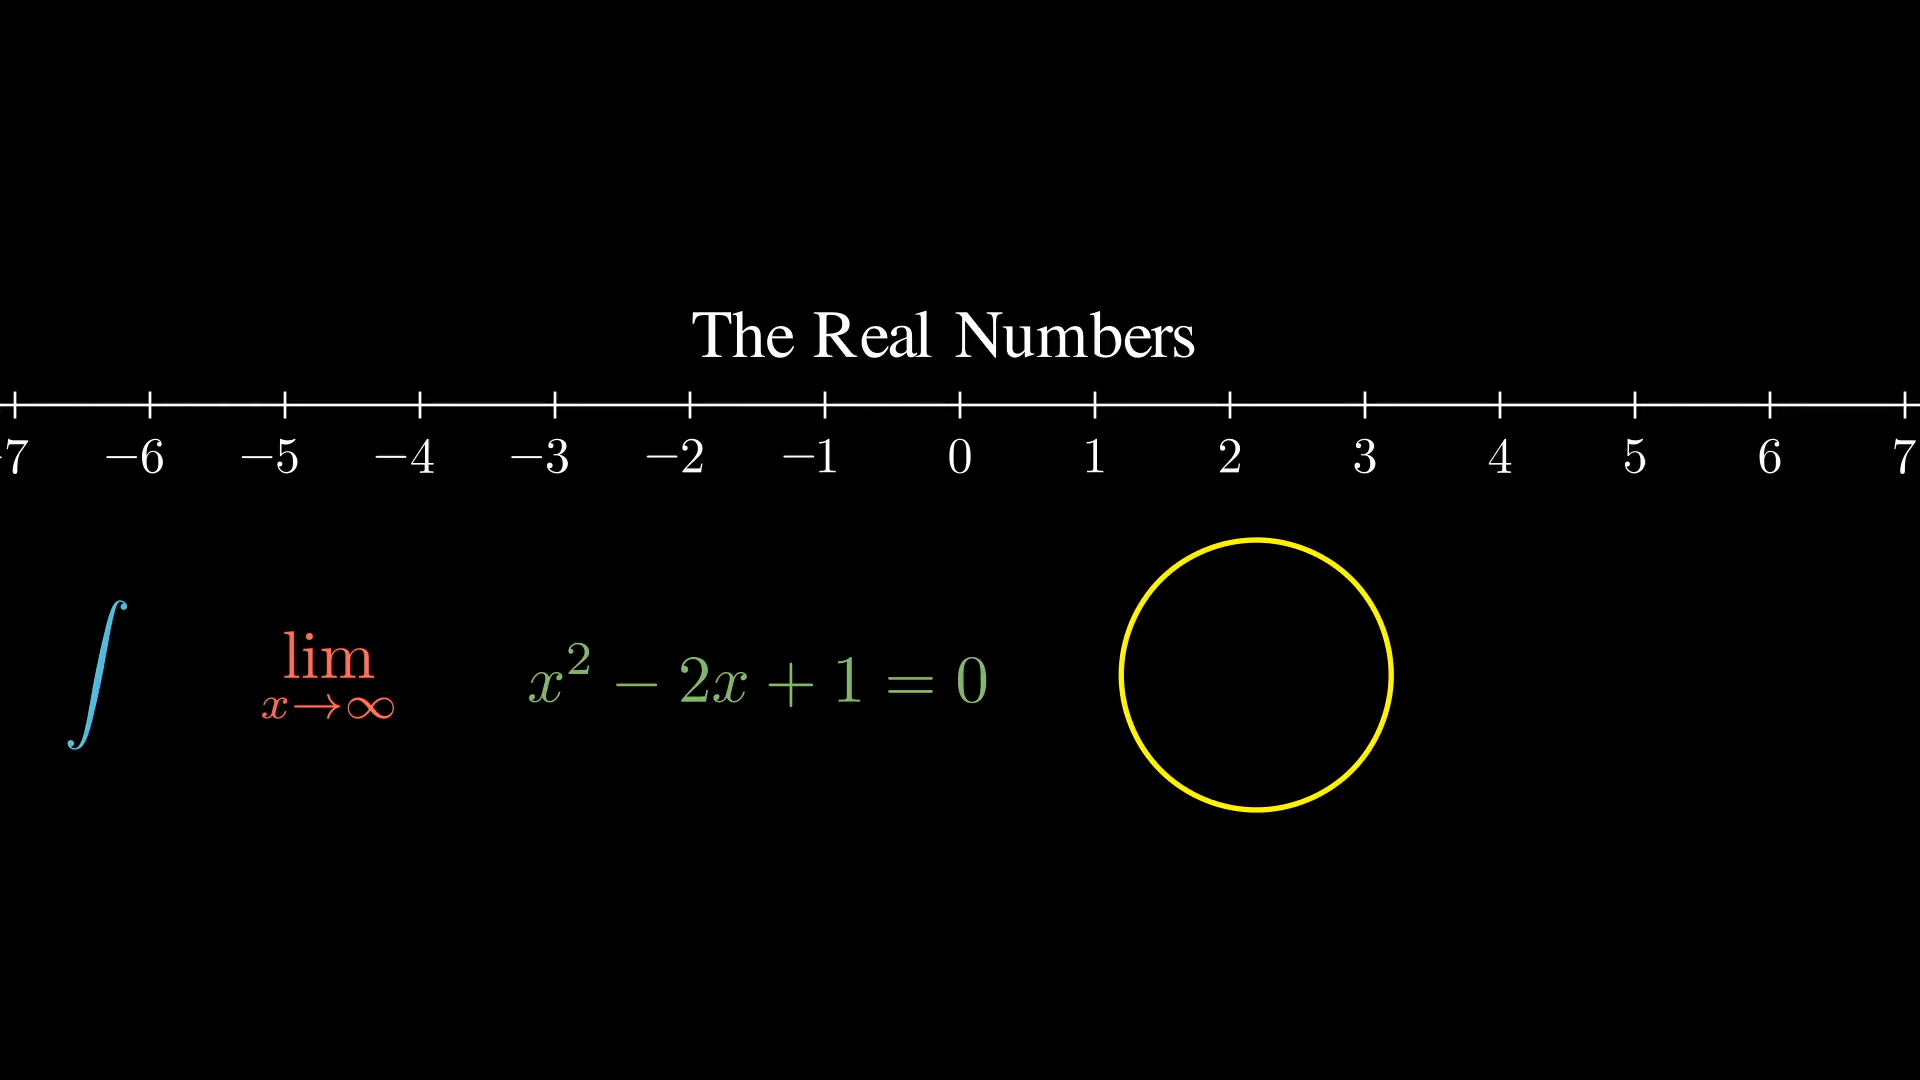 The Real Numbers
-7 −6 −5 −4 −3 −2 −1 0 1 2 3 4 5 6 7
∫ lim x→∞ x² − 2x + 1 = 0